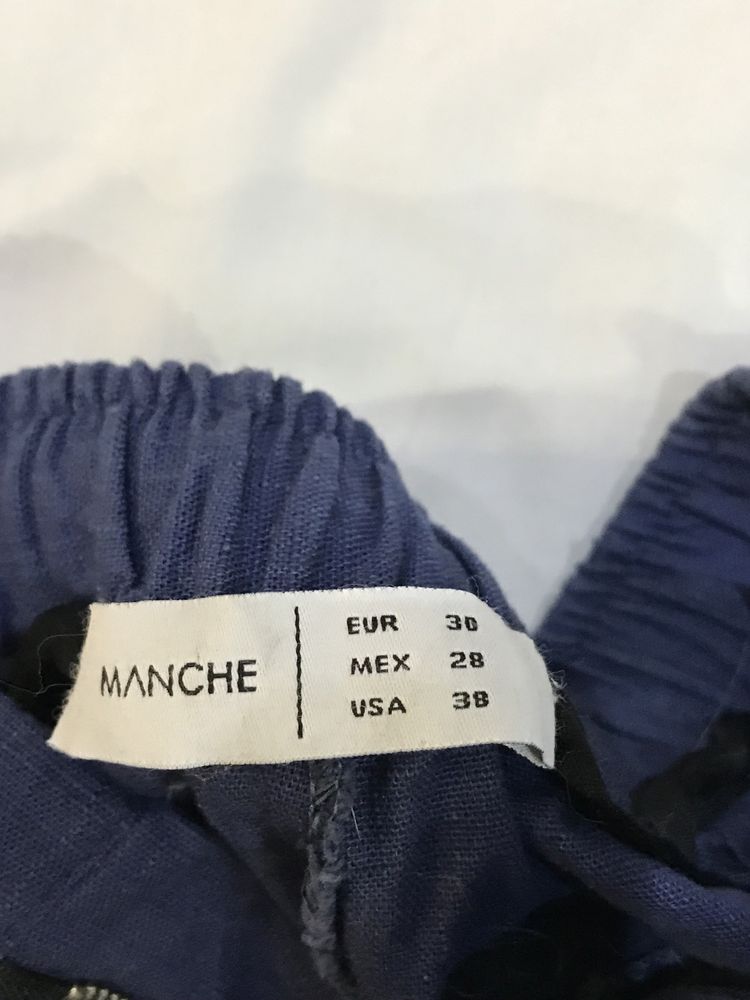 MANCHE
EUR 30
MEX 28
USA 38